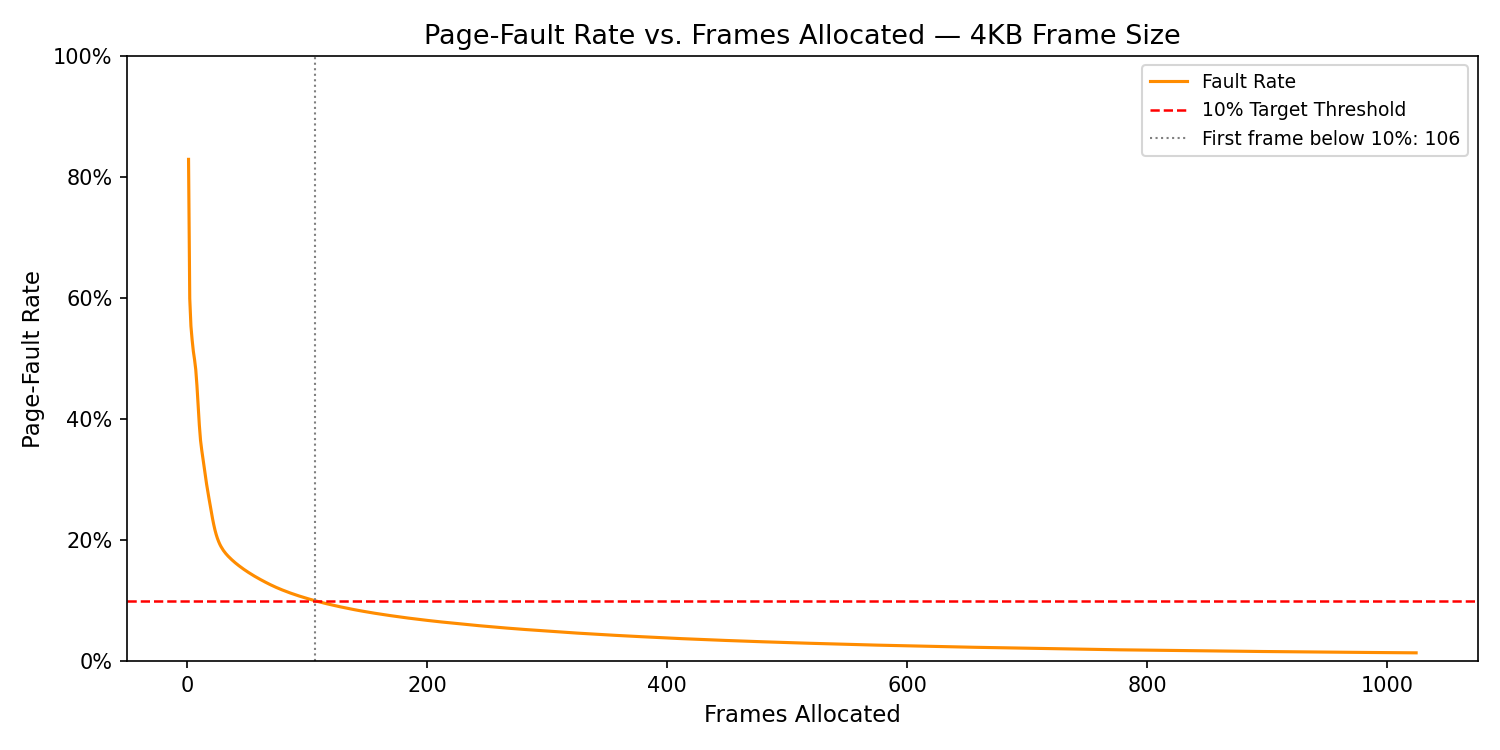 Page-Fault Rate vs. Frames Allocated — 4KB Frame Size
100%
80%
60%
40%
20%
0%
Page-Fault Rate
Fault Rate
10% Target Threshold
First frame below 10%: 106
0 200 400 600 800 1000
Frames Allocated